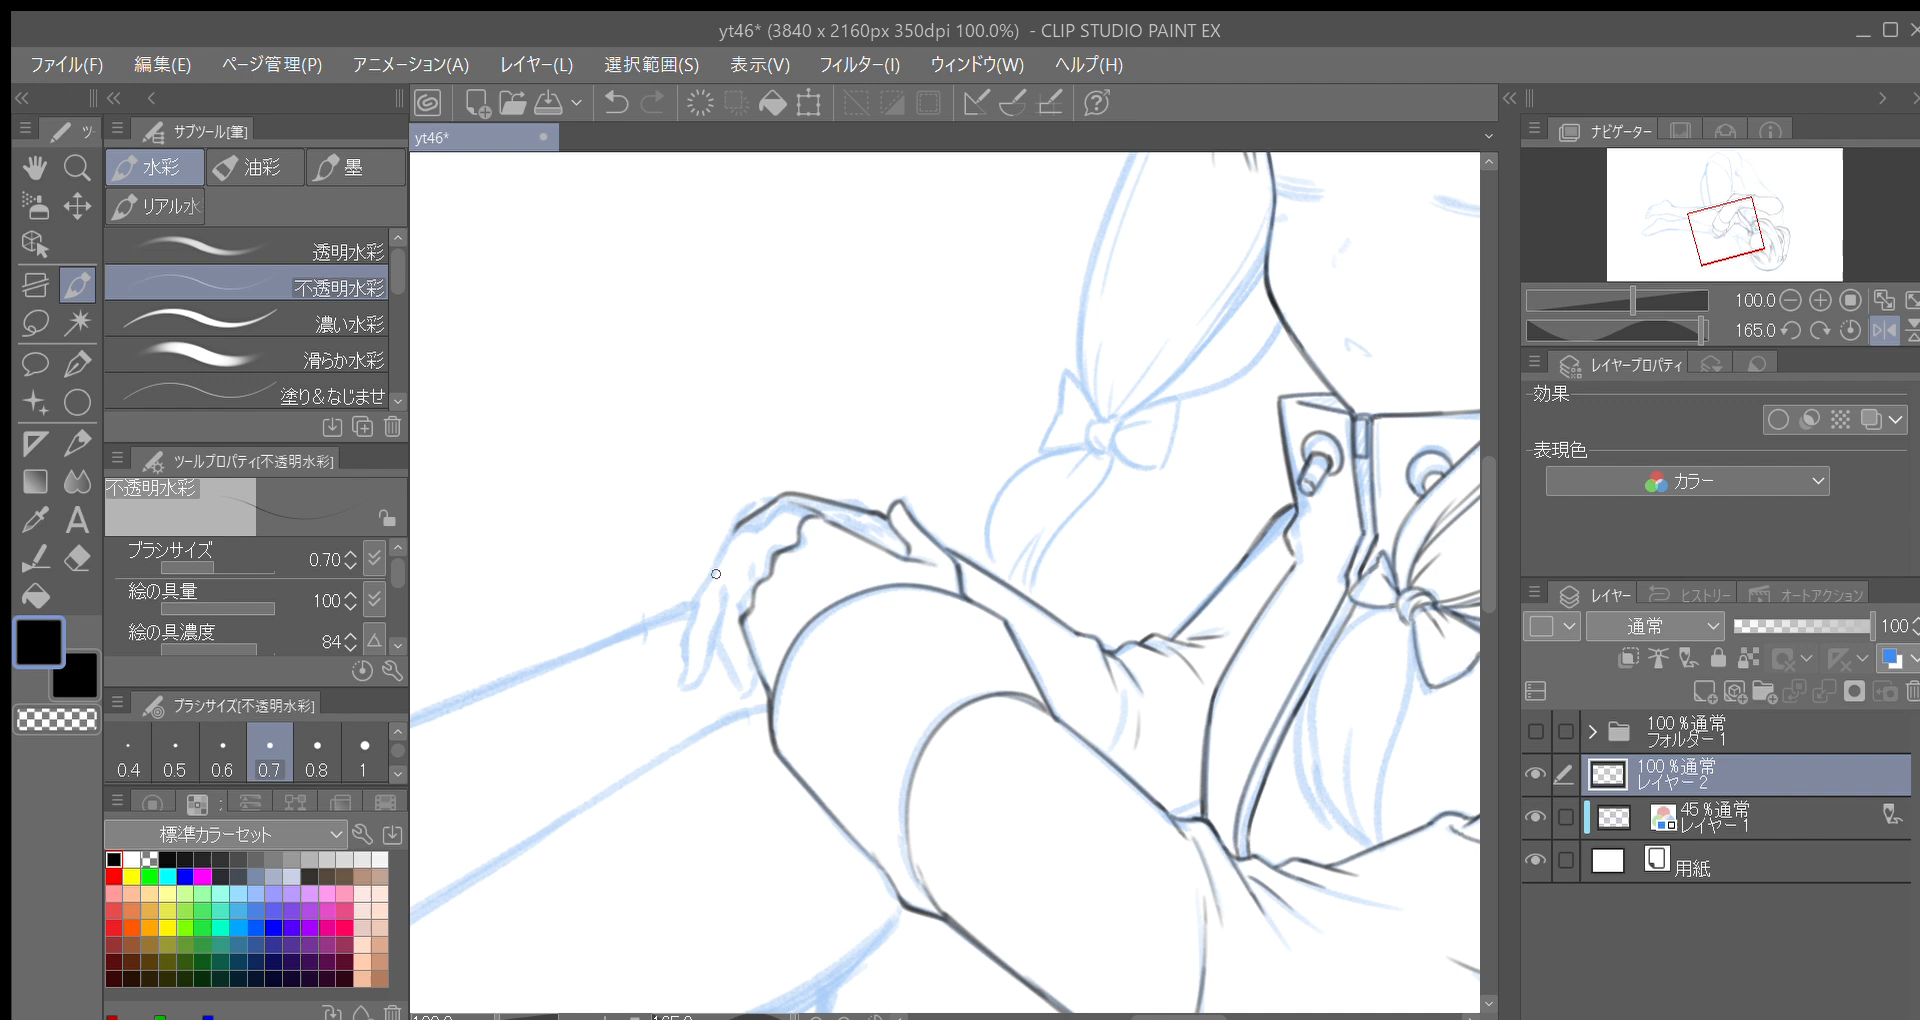 yt46* (3840 x 2160px 350dpi 100.0%) - CLIP STUDIO PAINT EX
ファイル(F) 編集(E) ページ管理(P) アニメーション(A) レイヤー(L) 選択範囲(S) 表示(V) フィルター(I) ウィンドウ(W) ヘルプ(H)
ツ サブツール[筆]
yt46*
水彩 油彩 墨
リアル水
透明水彩
不透明水彩
濃い水彩
滑らか水彩
塗り&なじませ
ツールプロパティ[不透明水彩]
不透明水彩
ブラシサイズ 0.70
絵の具量 100
絵の具濃度 84
ブラシサイズ[不透明水彩]
0.4 0.5 0.6 0.7 0.8 1
標準カラーセット
ナビゲーター
100.0
165.0
レイヤープロパティ
効果
表現色
カラー
レイヤー ヒストリー オートアクション
通常 100
100 %通常
フォルダー 1
100 %通常
レイヤー 2
45 %通常
レイヤー 1
用紙
100.0 165.0